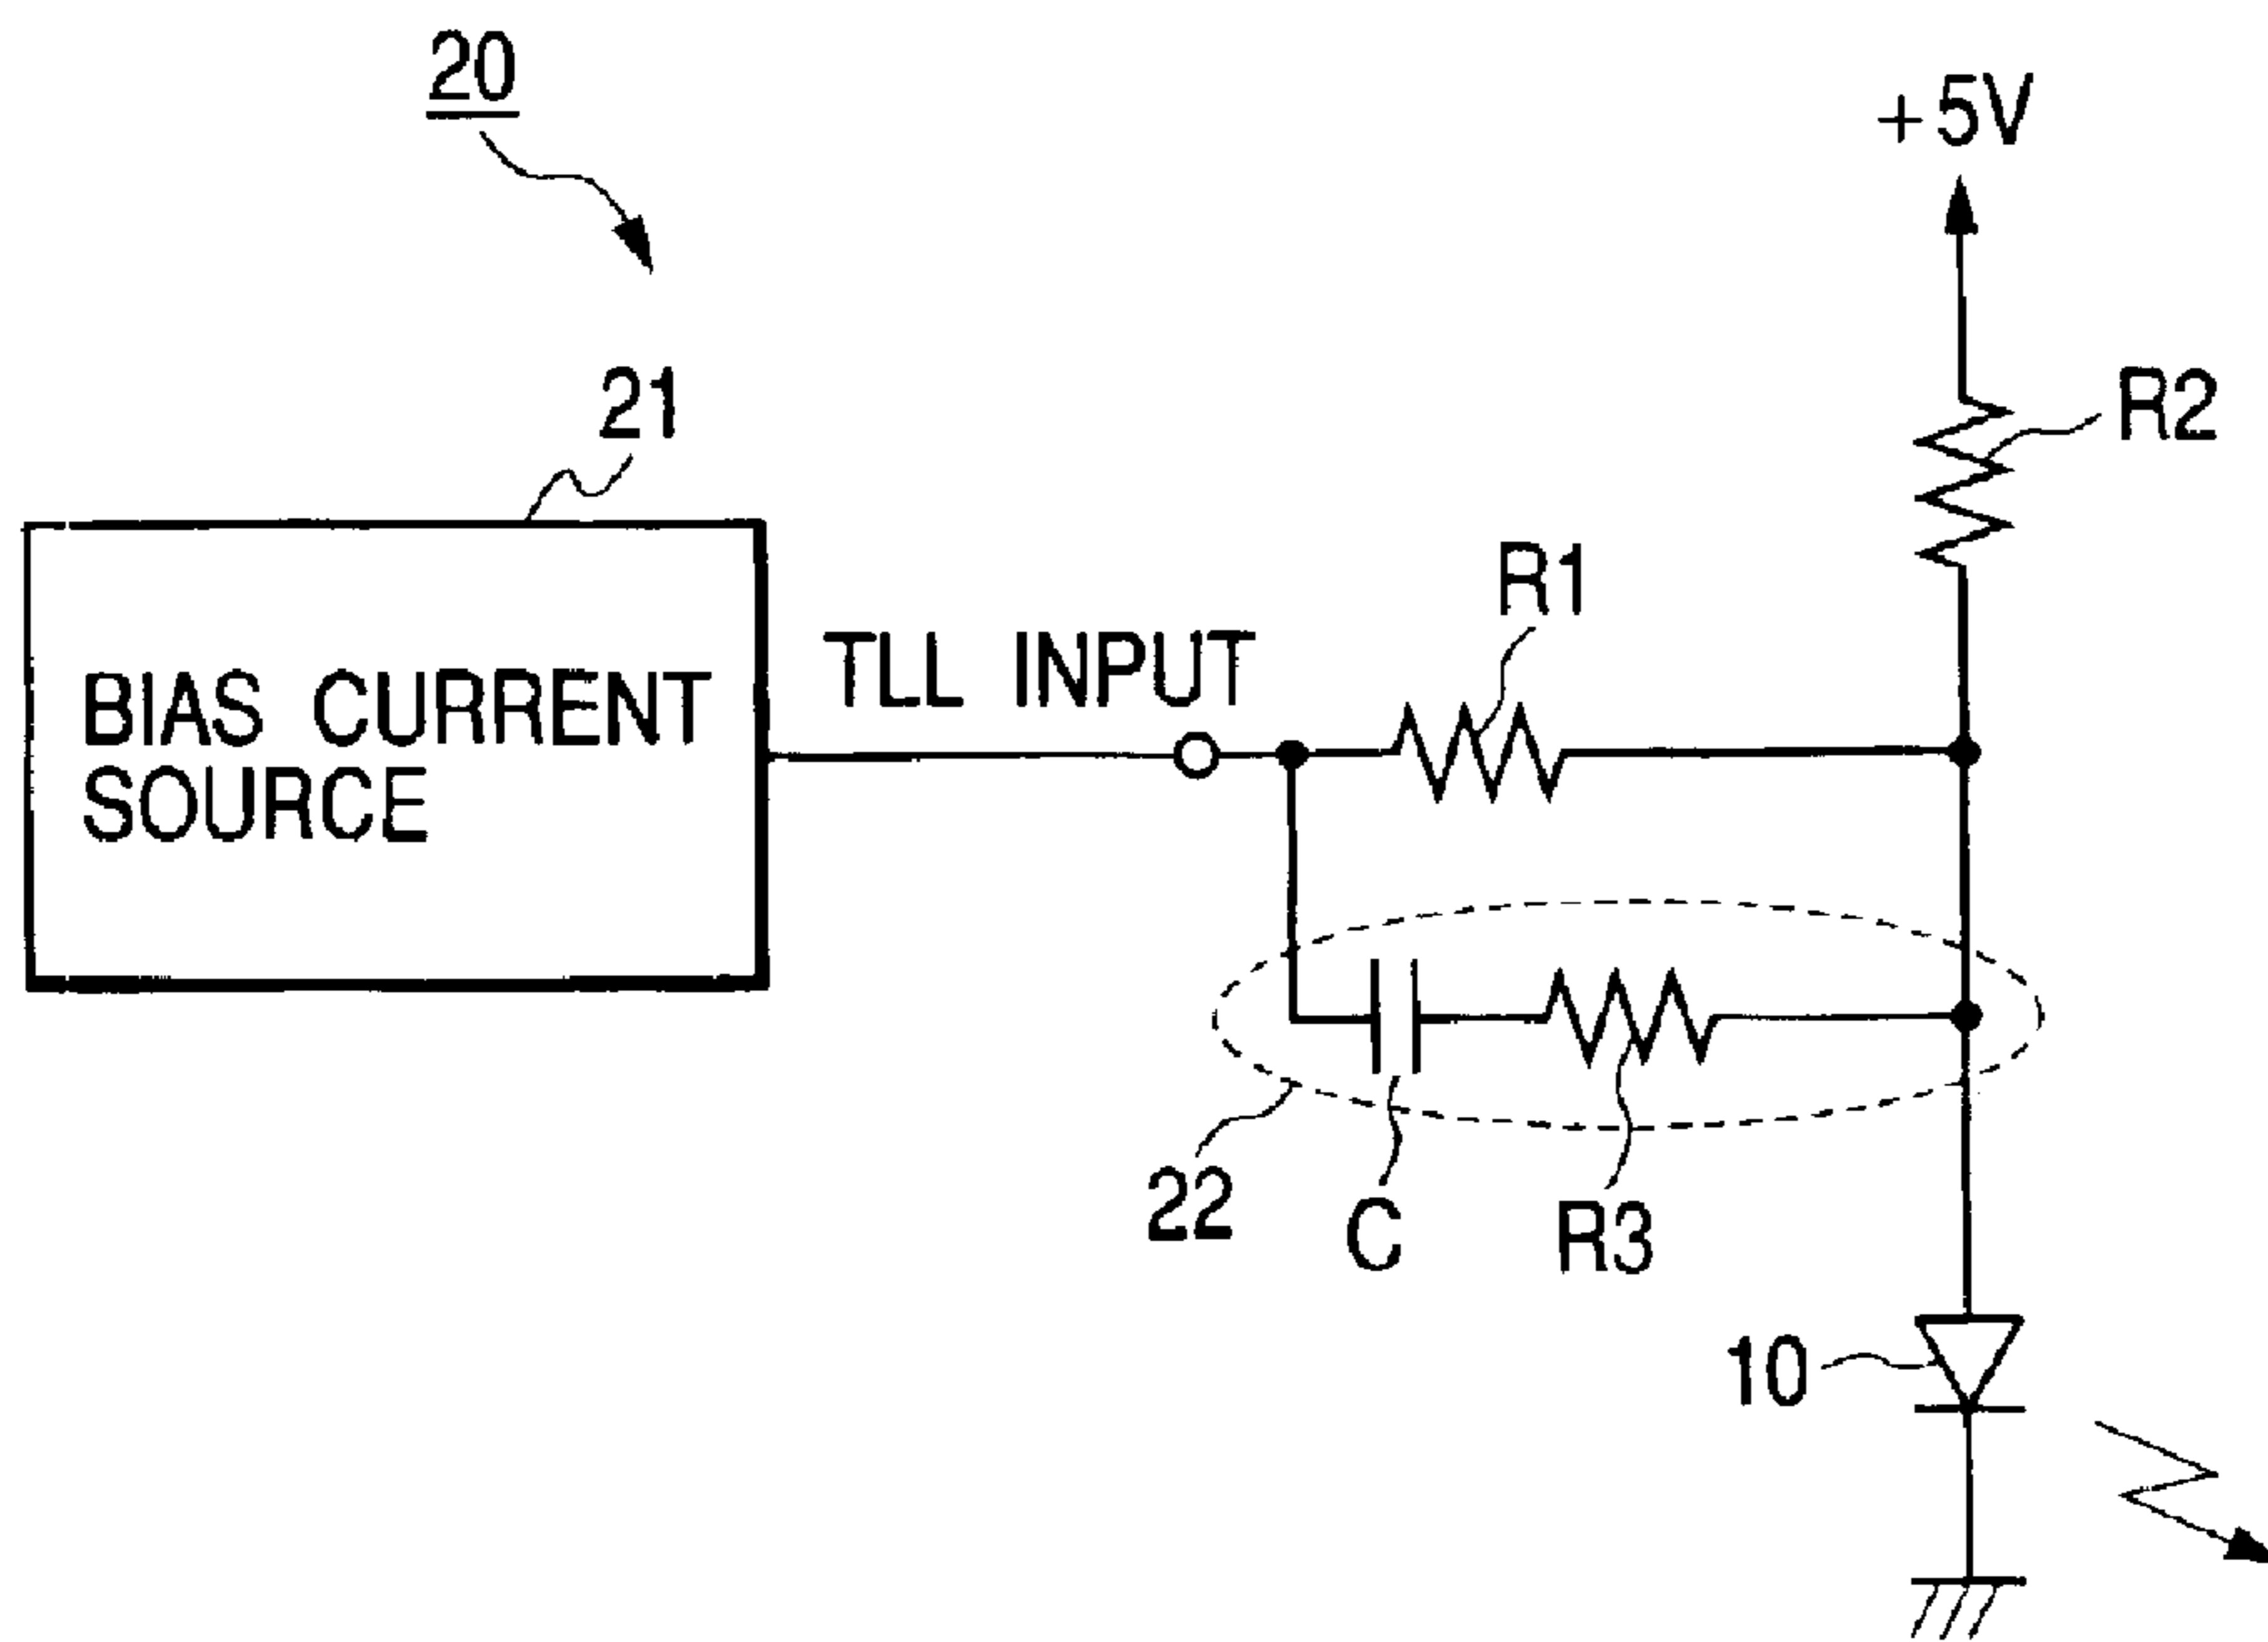 20
+5V
21
R2
R1
TLL INPUT
BIAS CURRENT
SOURCE
22
C
R3
10